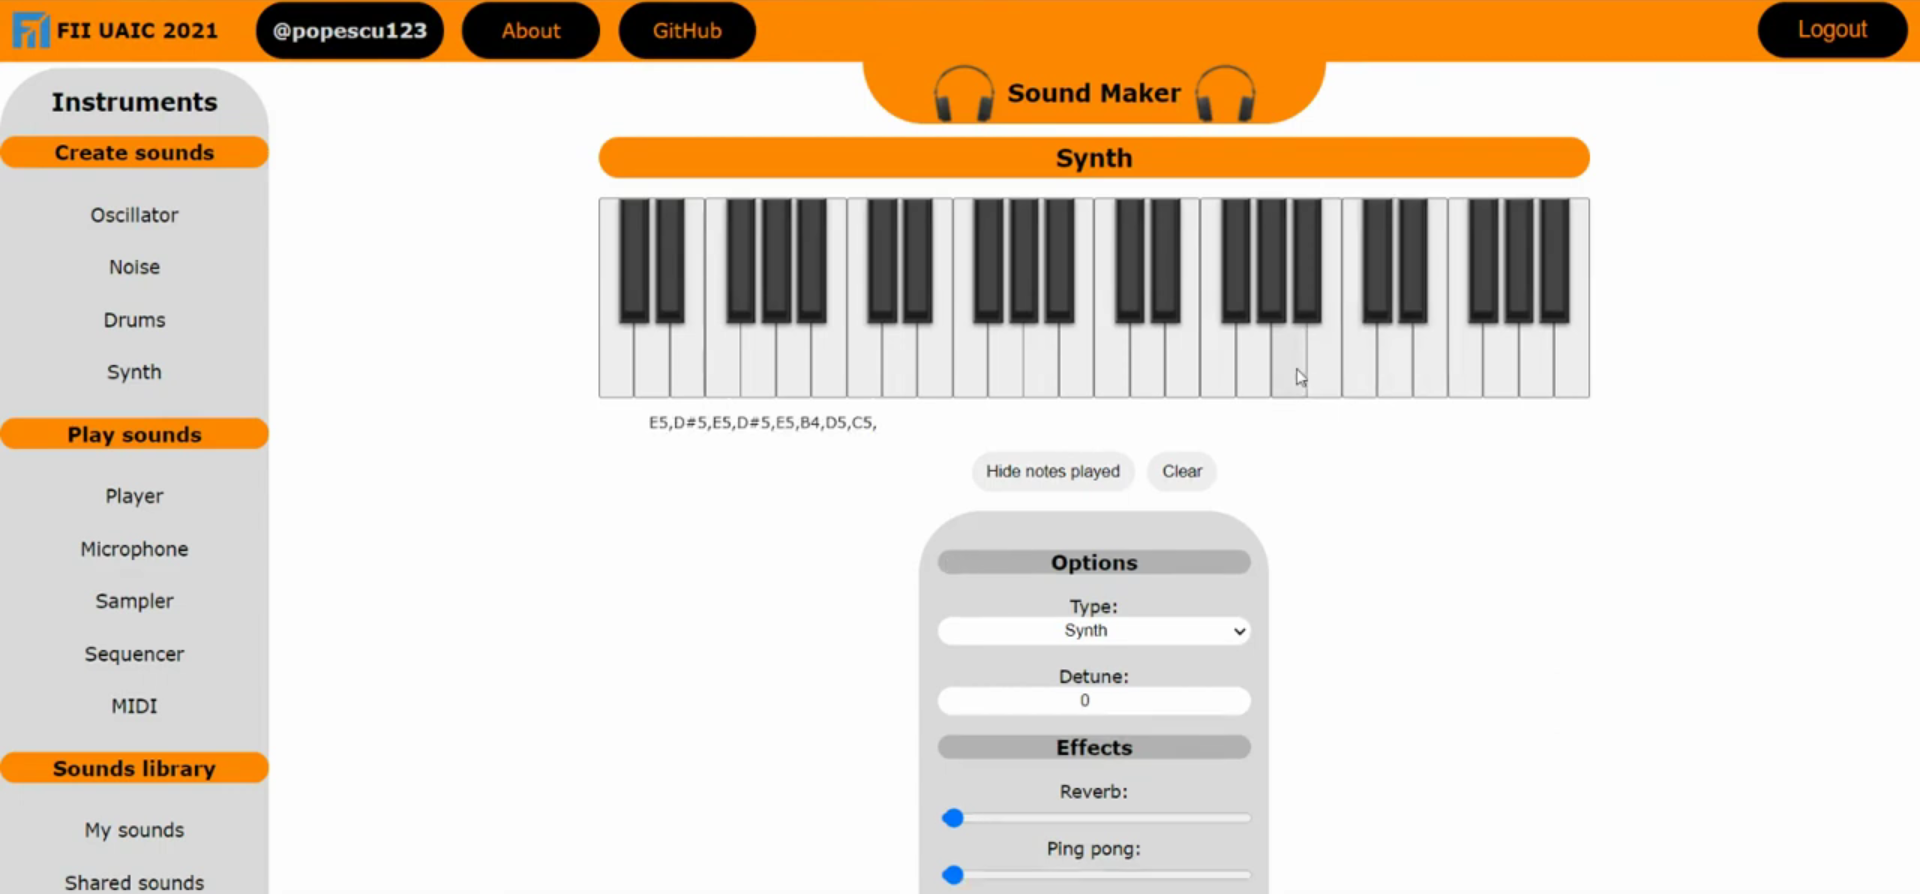 FII UAIC 2021 @popescu123 About GitHub Logout
Sound Maker
Instruments
Create sounds
Oscillator
Noise
Drums
Synth
Play sounds
Player
Microphone
Sampler
Sequencer
MIDI
Sounds library
My sounds
Shared sounds
Synth
E5,D#5,E5,D#5,E5,B4,D5,C5,
Hide notes played Clear
Options
Type:
Synth
Detune:
0
Effects
Reverb:
Ping pong: